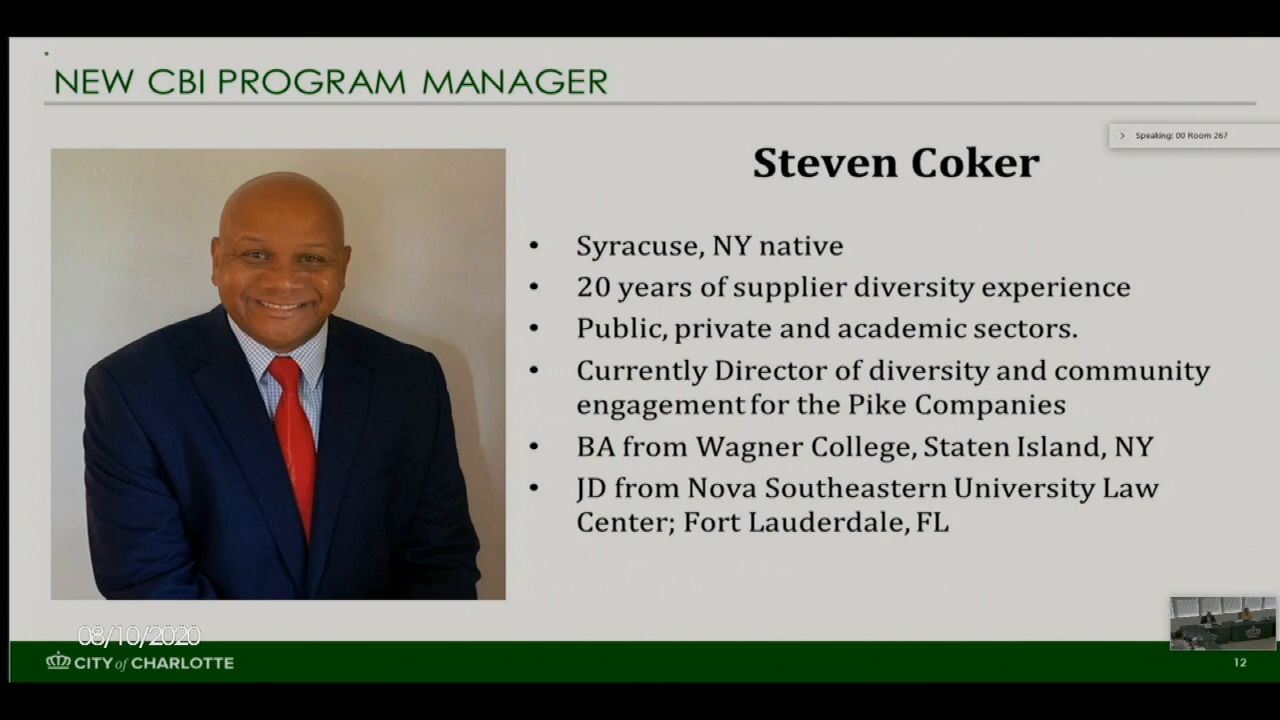 NEW CBI PROGRAM MANAGER
Speaking: 00 Room 267
Steven Coker
• Syracuse, NY native
• 20 years of supplier diversity experience
• Public, private and academic sectors.
• Currently Director of diversity and community
engagement for the Pike Companies
• BA from Wagner College, Staten Island, NY
• JD from Nova Southeastern University Law
Center; Fort Lauderdale, FL
08/10/2020
CITY of CHARLOTTE
12